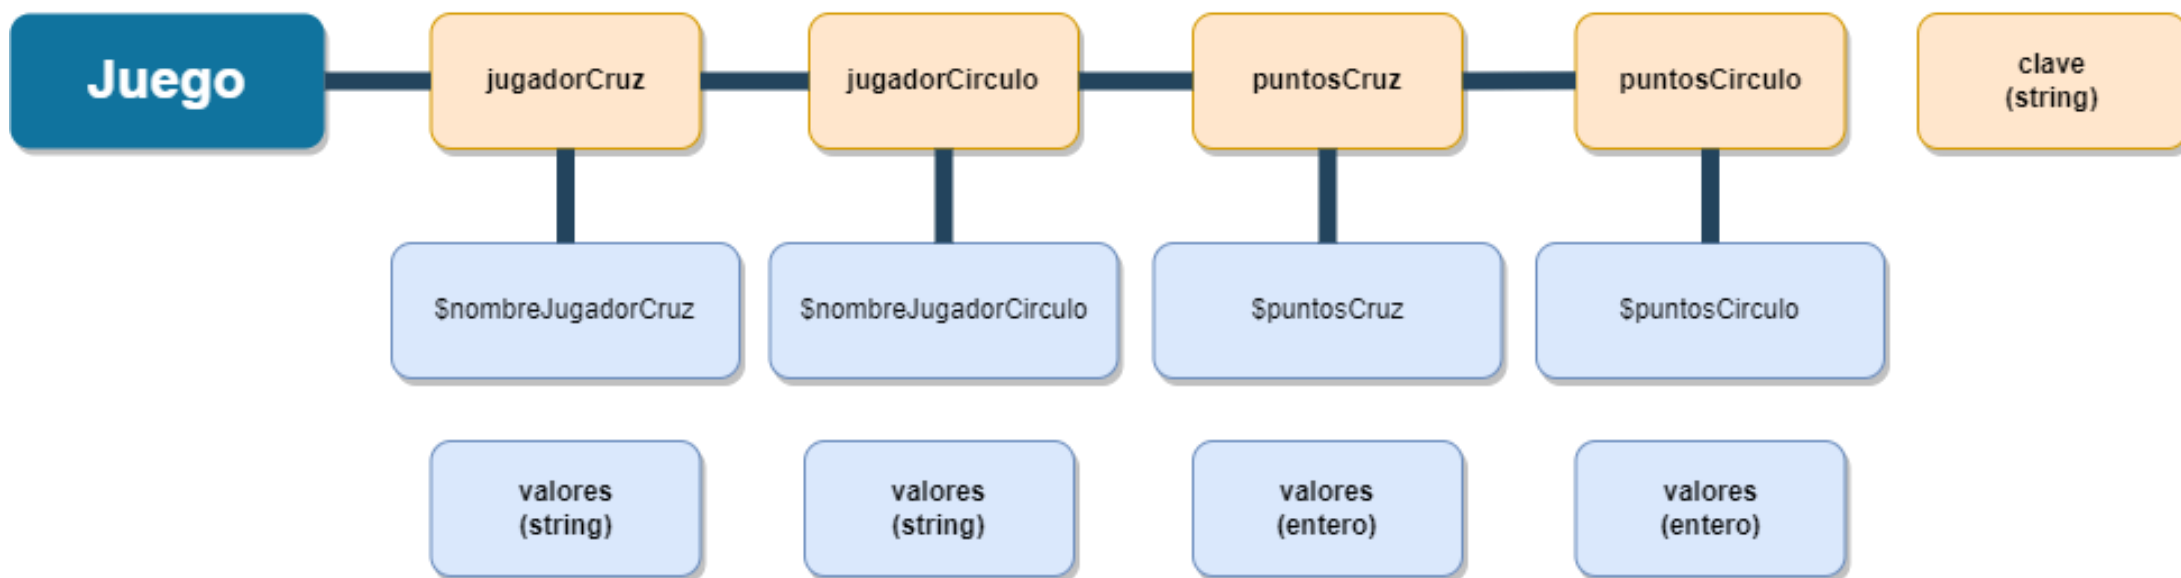 Juego
jugadorCruz
jugadorCirculo
puntosCruz
puntosCirculo
clave
(string)
$nombreJugadorCruz
$nombreJugadorCirculo
$puntosCruz
$puntosCirculo
valores
(string)
valores
(string)
valores
(entero)
valores
(entero)